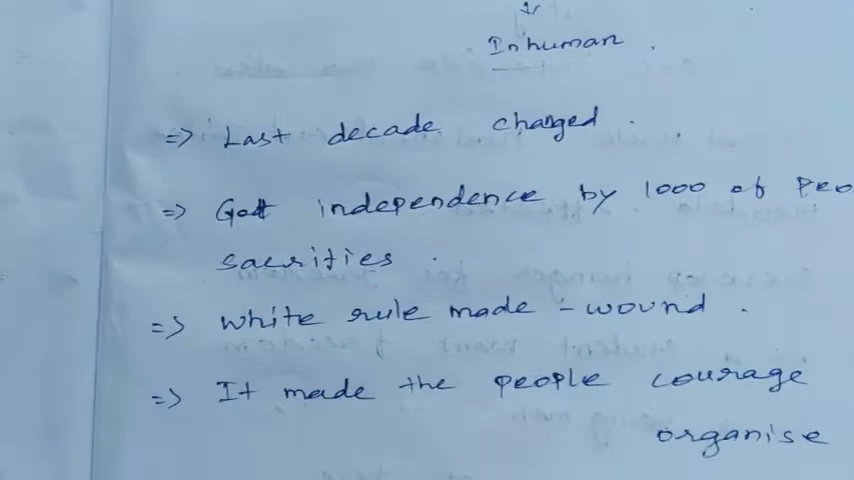 Inhuman.
=> Last decade changed.
=> Got independence by 1000 of peo
sacrifies.
=> White rule made - wound.
=> It made the people courage
organise